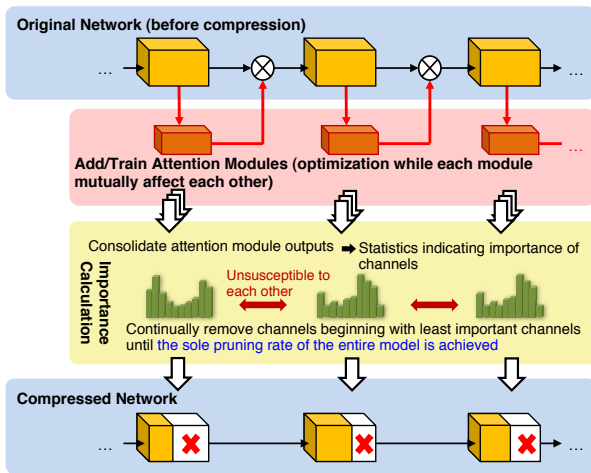 Original Network (before compression)
... ...
Add/Train Attention Modules (optimization while each module
mutually affect each other)
...
Importance
Calculation
Consolidate attention module outputs
Statistics indicating importance of
channels
Unsusceptible to
each other
Continually remove channels beginning with least important channels
until the sole pruning rate of the entire model is achieved
Compressed Network
... ...